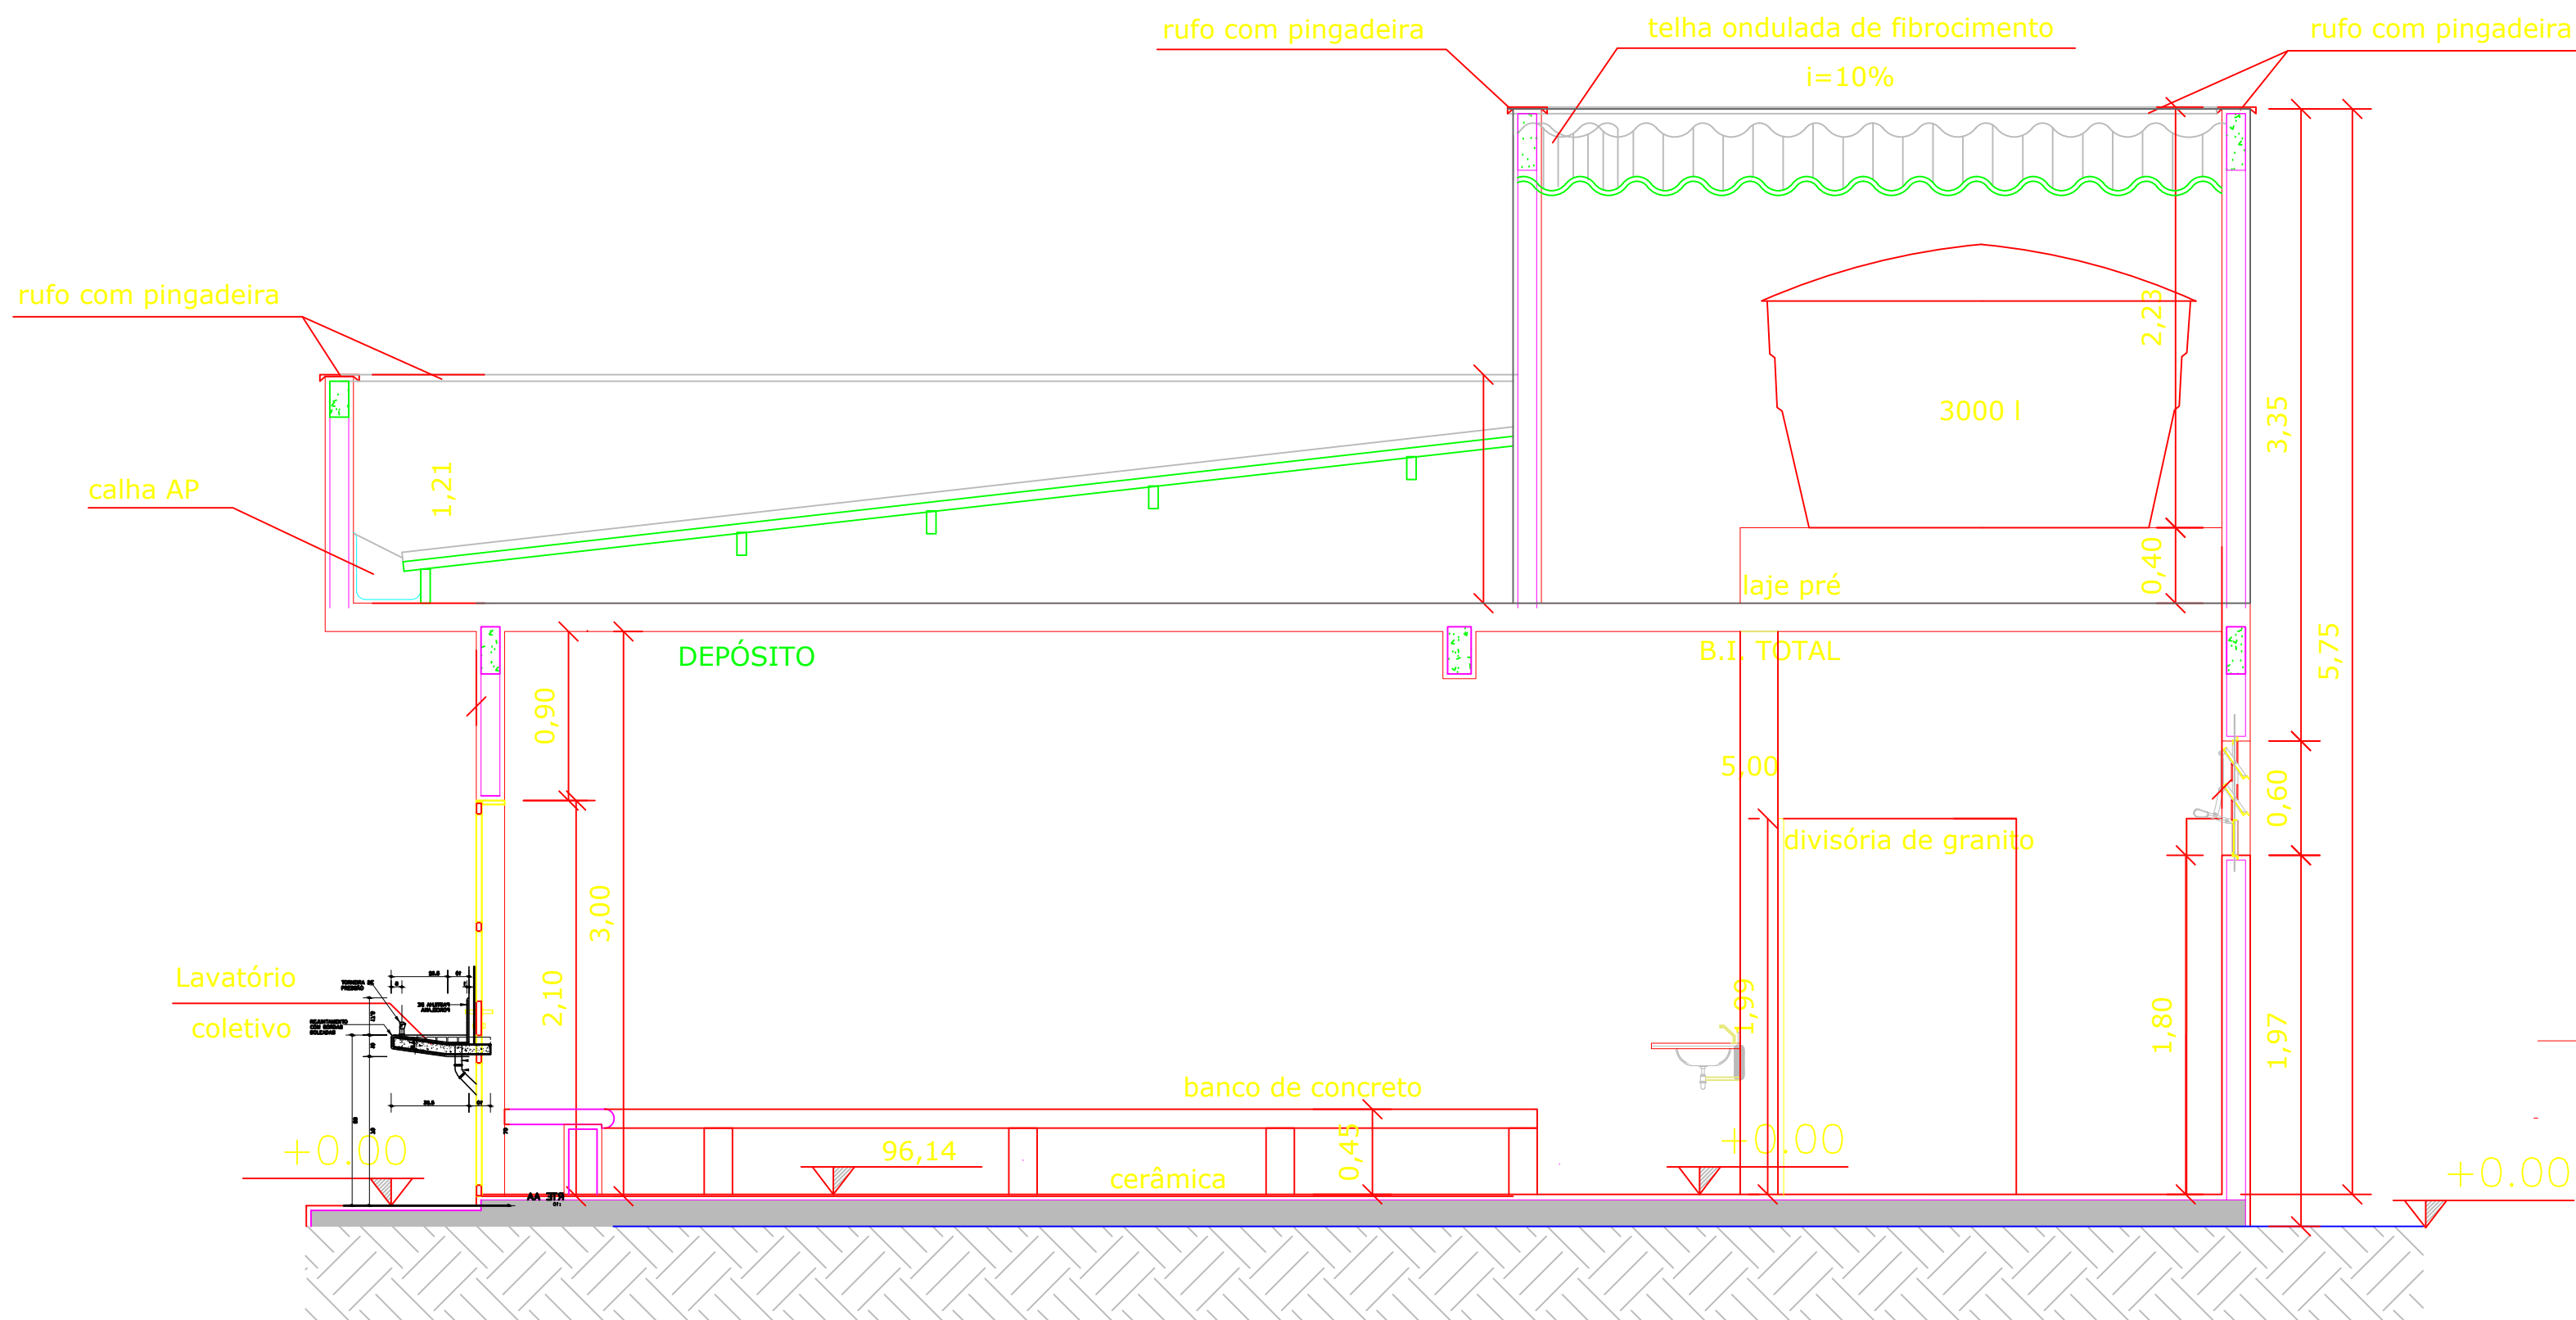 rufo com pingadeira
telha ondulada de fibrocimento
rufo com pingadeira
i=10%
rufo com pingadeira
2,23
3000 l
3,35
calha AP
1,21
0,40
laje pré
DEPÓSITO
B.I. TOTAL
5,75
0,90
5,00
0,60
divisória de granito
3,00
Lavatório
coletivo
2,10
1,99
1,80
1,97
banco de concreto
+0.00
96,14
0,45
+0.00
cerâmica
+0.00